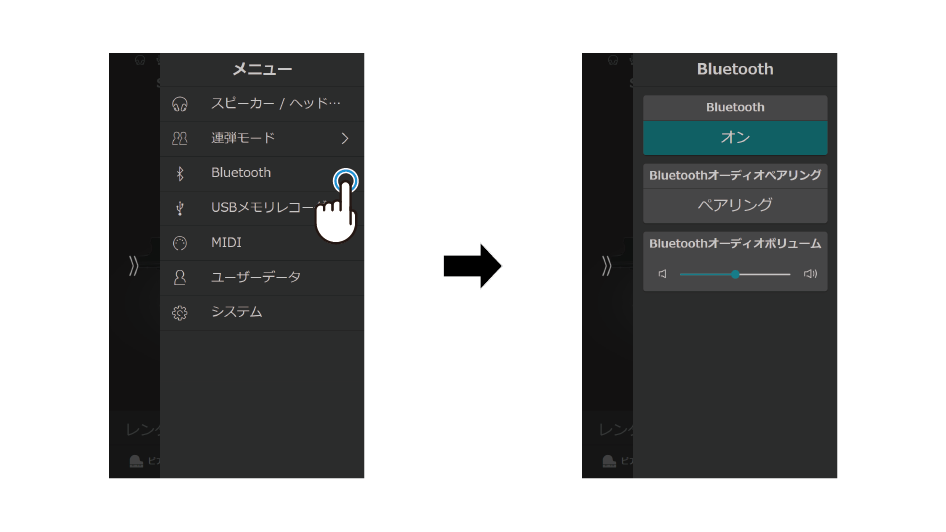 メニュー
スピーカー / ヘッド…
連弾モード
Bluetooth
USBメモリレコー
MIDI
ユーザーデータ
システム
レン
ピ
Bluetooth
Bluetooth
オン
Bluetoothオーディオペアリング
ペアリング
Bluetoothオーディオボリューム
レン
ピ